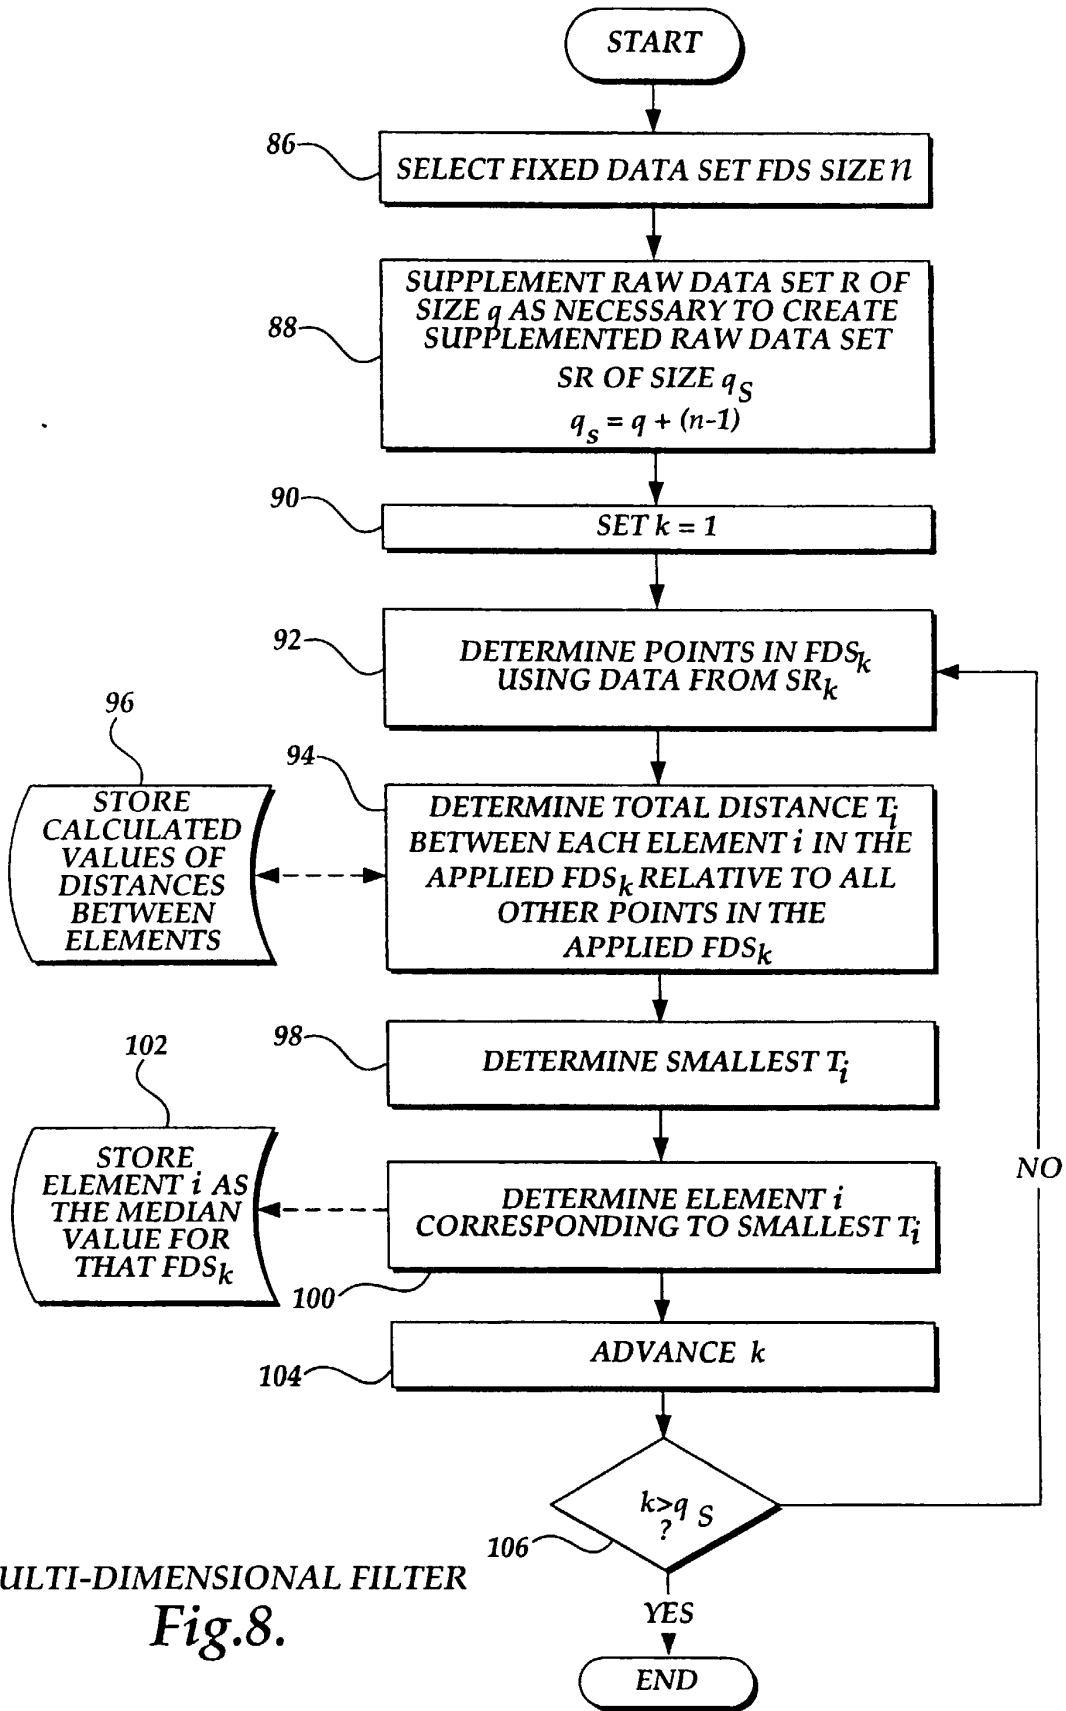 START
86
SELECT FIXED DATA SET FDS SIZE n
88
SUPPLEMENT RAW DATA SET R OF
SIZE q AS NECESSARY TO CREATE
SUPPLEMENTED RAW DATA SET
SR OF SIZE qS
qs = q + (n-1)
90
SET k = 1
92
DETERMINE POINTS IN FDSk
USING DATA FROM SRk
96
STORE
CALCULATED
VALUES OF
DISTANCES
BETWEEN
ELEMENTS
94
DETERMINE TOTAL DISTANCE Ti
BETWEEN EACH ELEMENT i IN THE
APPLIED FDSk RELATIVE TO ALL
OTHER POINTS IN THE
APPLIED FDSk
98
DETERMINE SMALLEST Ti
102
STORE
ELEMENT i AS
THE MEDIAN
VALUE FOR
THAT FDSk
DETERMINE ELEMENT i
CORRESPONDING TO SMALLEST Ti
100
NO
104
ADVANCE k
k>q S
?
106
YES
END
ULTI-DIMENSIONAL FILTER
Fig.8.